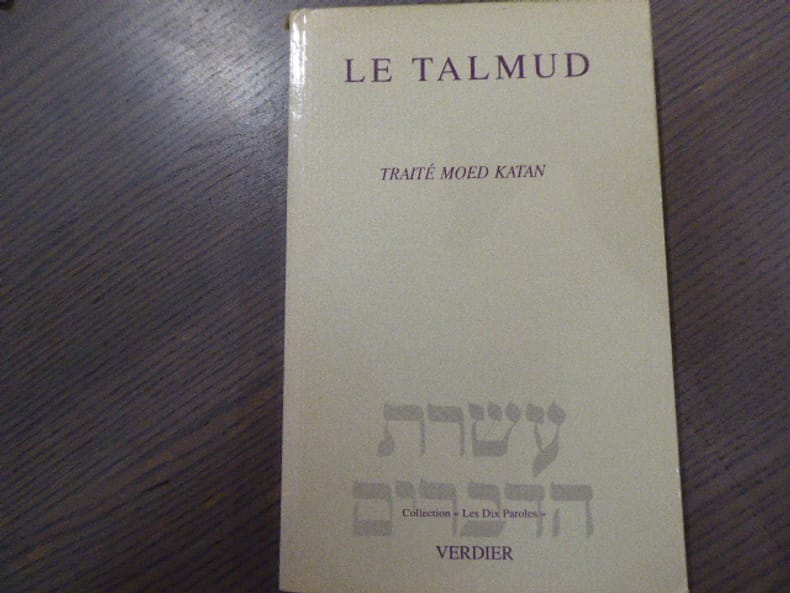 LE TALMUD
TRAITÉ MOED KATAN
עשרת
הדברים
Collection « Les Dix Paroles »
VERDIER